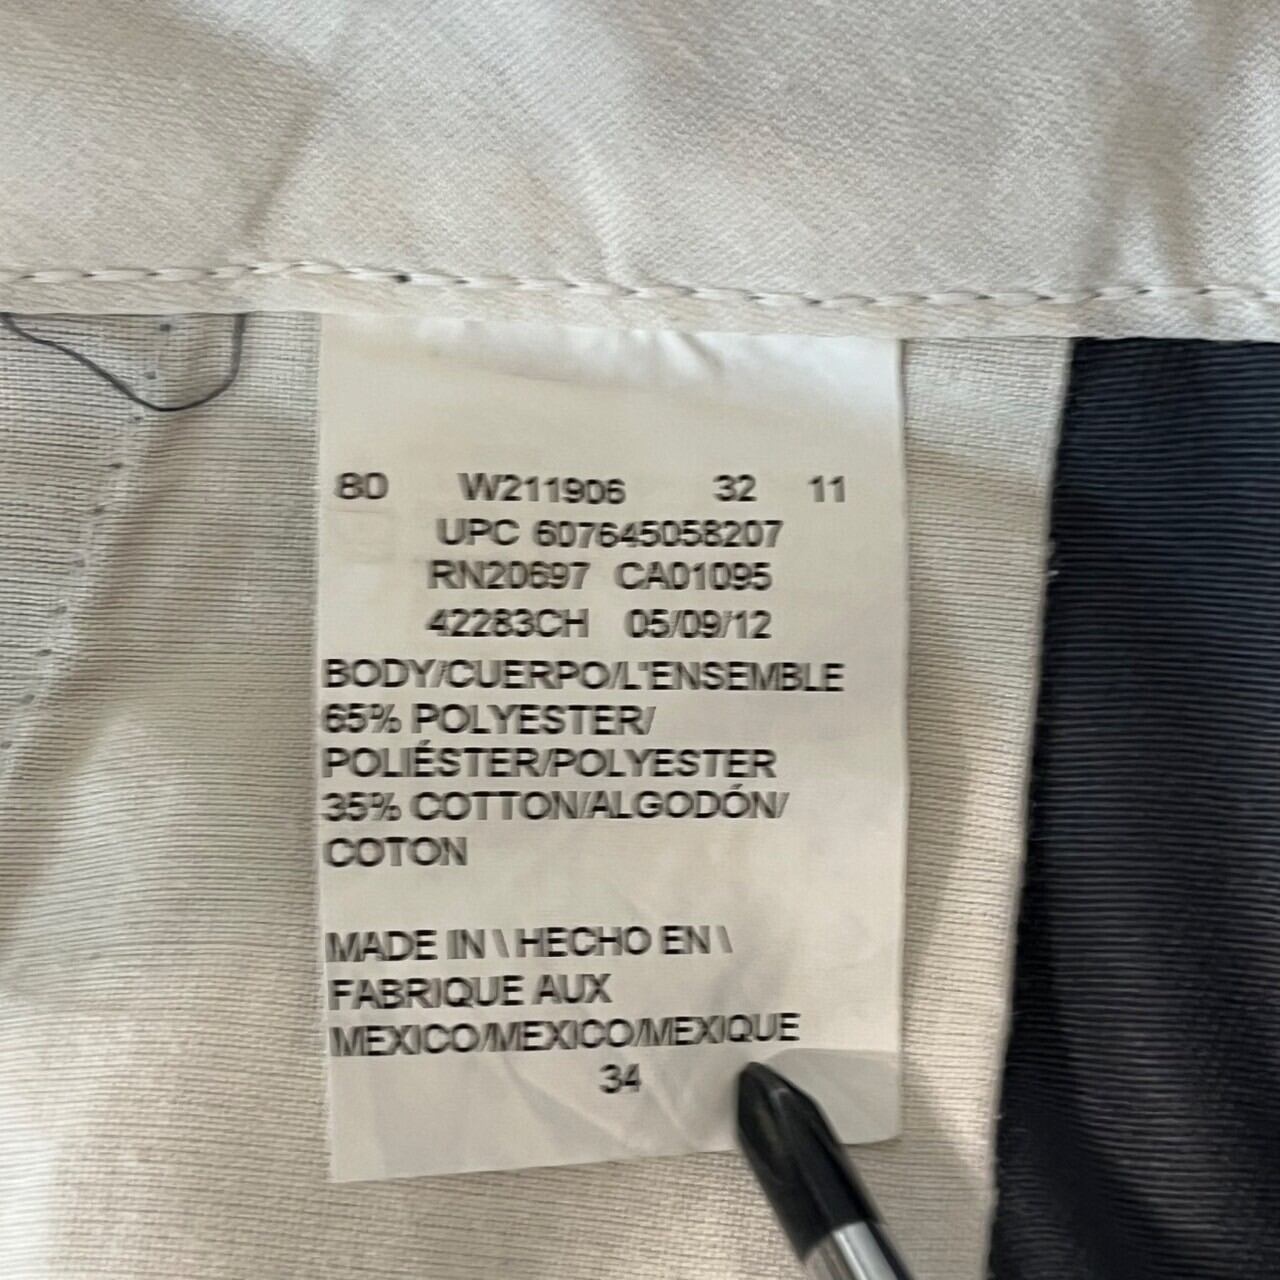 80 W211906 32 11
UPC 607645058207
RN20697 CA01095
42283CH 05/09/12
BODY/CUERPO/L'ENSEMBLE
65% POLYESTER/
POLIÉSTER/POLYESTER
35% COTTON/ALGODÓN/
COTON
MADE IN \ HECHO EN \
FABRIQUE AUX
MEXICO/MEXICO/MEXIQUE
34